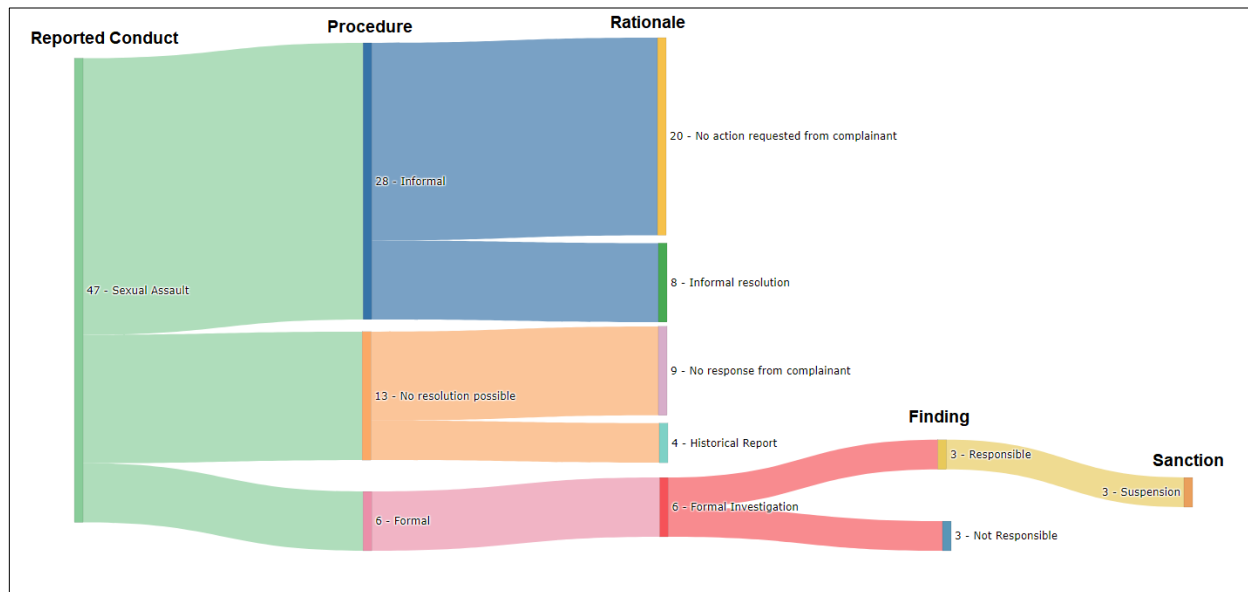 Reported Conduct
Procedure
Rationale
Finding
Sanction
47 - Sexual Assault
28 - Informal
13 - No resolution possible
6 - Formal
20 - No action requested from complainant
8 - Informal resolution
9 - No response from complainant
4 - Historical Report
6 - Formal Investigation
3 - Responsible
3 - Not Responsible
3 - Suspension